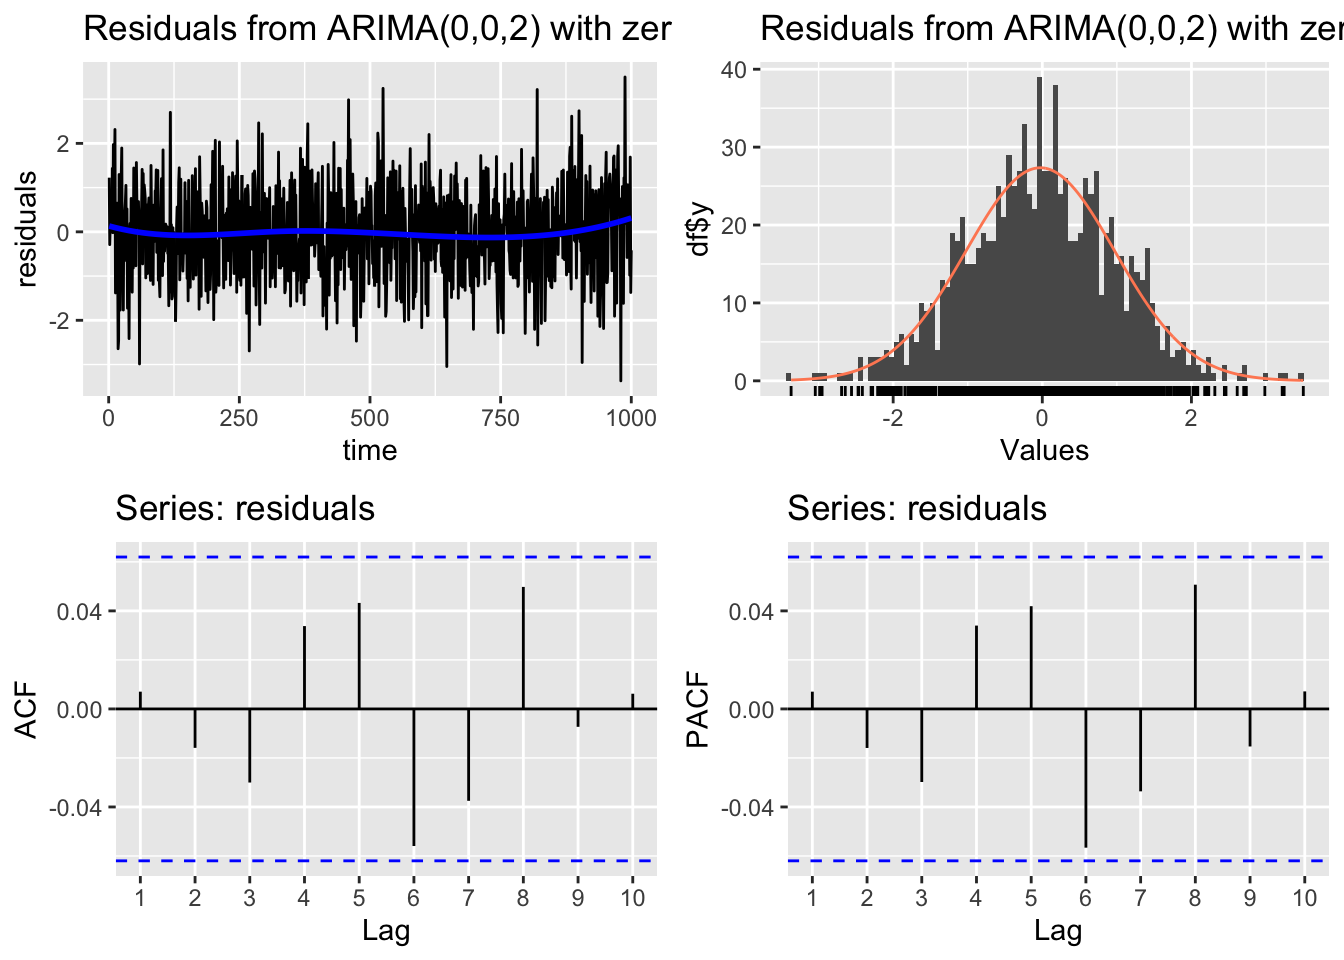 Residuals from ARIMA(0,0,2) with zer
residuals
2
0
-2
0 250 500 750 1000
time
Residuals from ARIMA(0,0,2) with zer
df$y
40
30
20
10
0
-2 0 2
Values
Series: residuals
ACF
0.04
0.00
-0.04
1 2 3 4 5 6 7 8 9 10
Lag
Series: residuals
PACF
0.04
0.00
-0.04
1 2 3 4 5 6 7 8 9 10
Lag